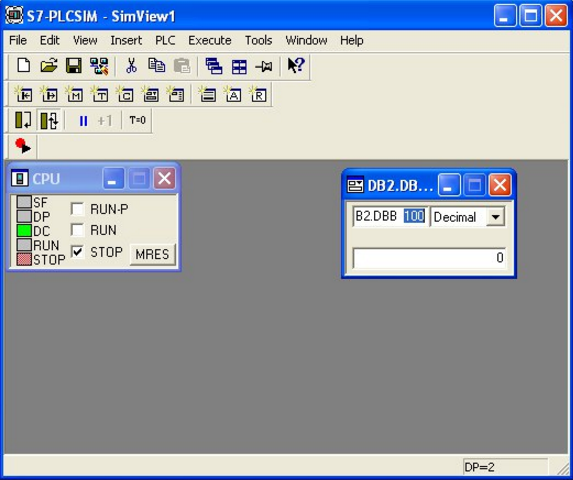 S7-PLCSIM - SimView1
File Edit View Insert PLC Execute Tools Window Help
+1 T=0
CPU
SF
DP
DC
RUN
STOP
RUN-P
RUN
STOP
MRES
DB2.DB...
B2.DBB 100 Decimal
0
DP=2